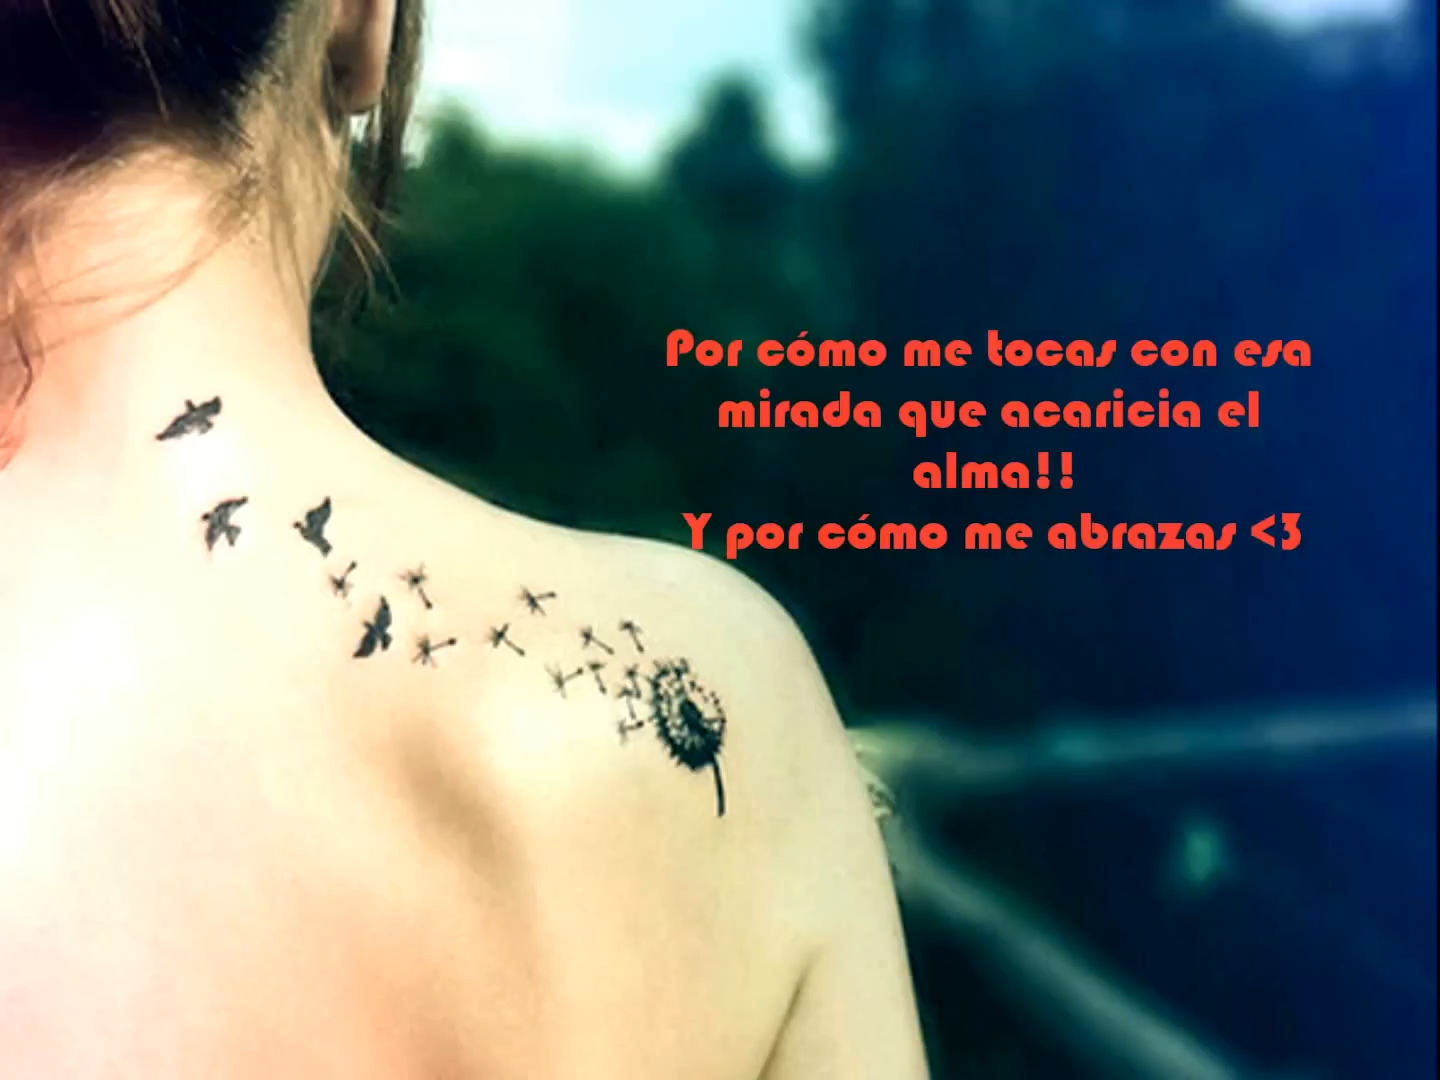 Por cómo me tocas con esa
mirada que acaricia el
alma!!
Y por cómo me abrazas <3